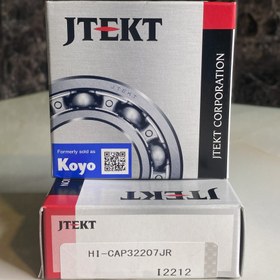 JTEKT
JTEKT
Formerly sold as
Koyo
JTEKT CORPORATION
JTEKT
HI-CAP32207JR
I2212